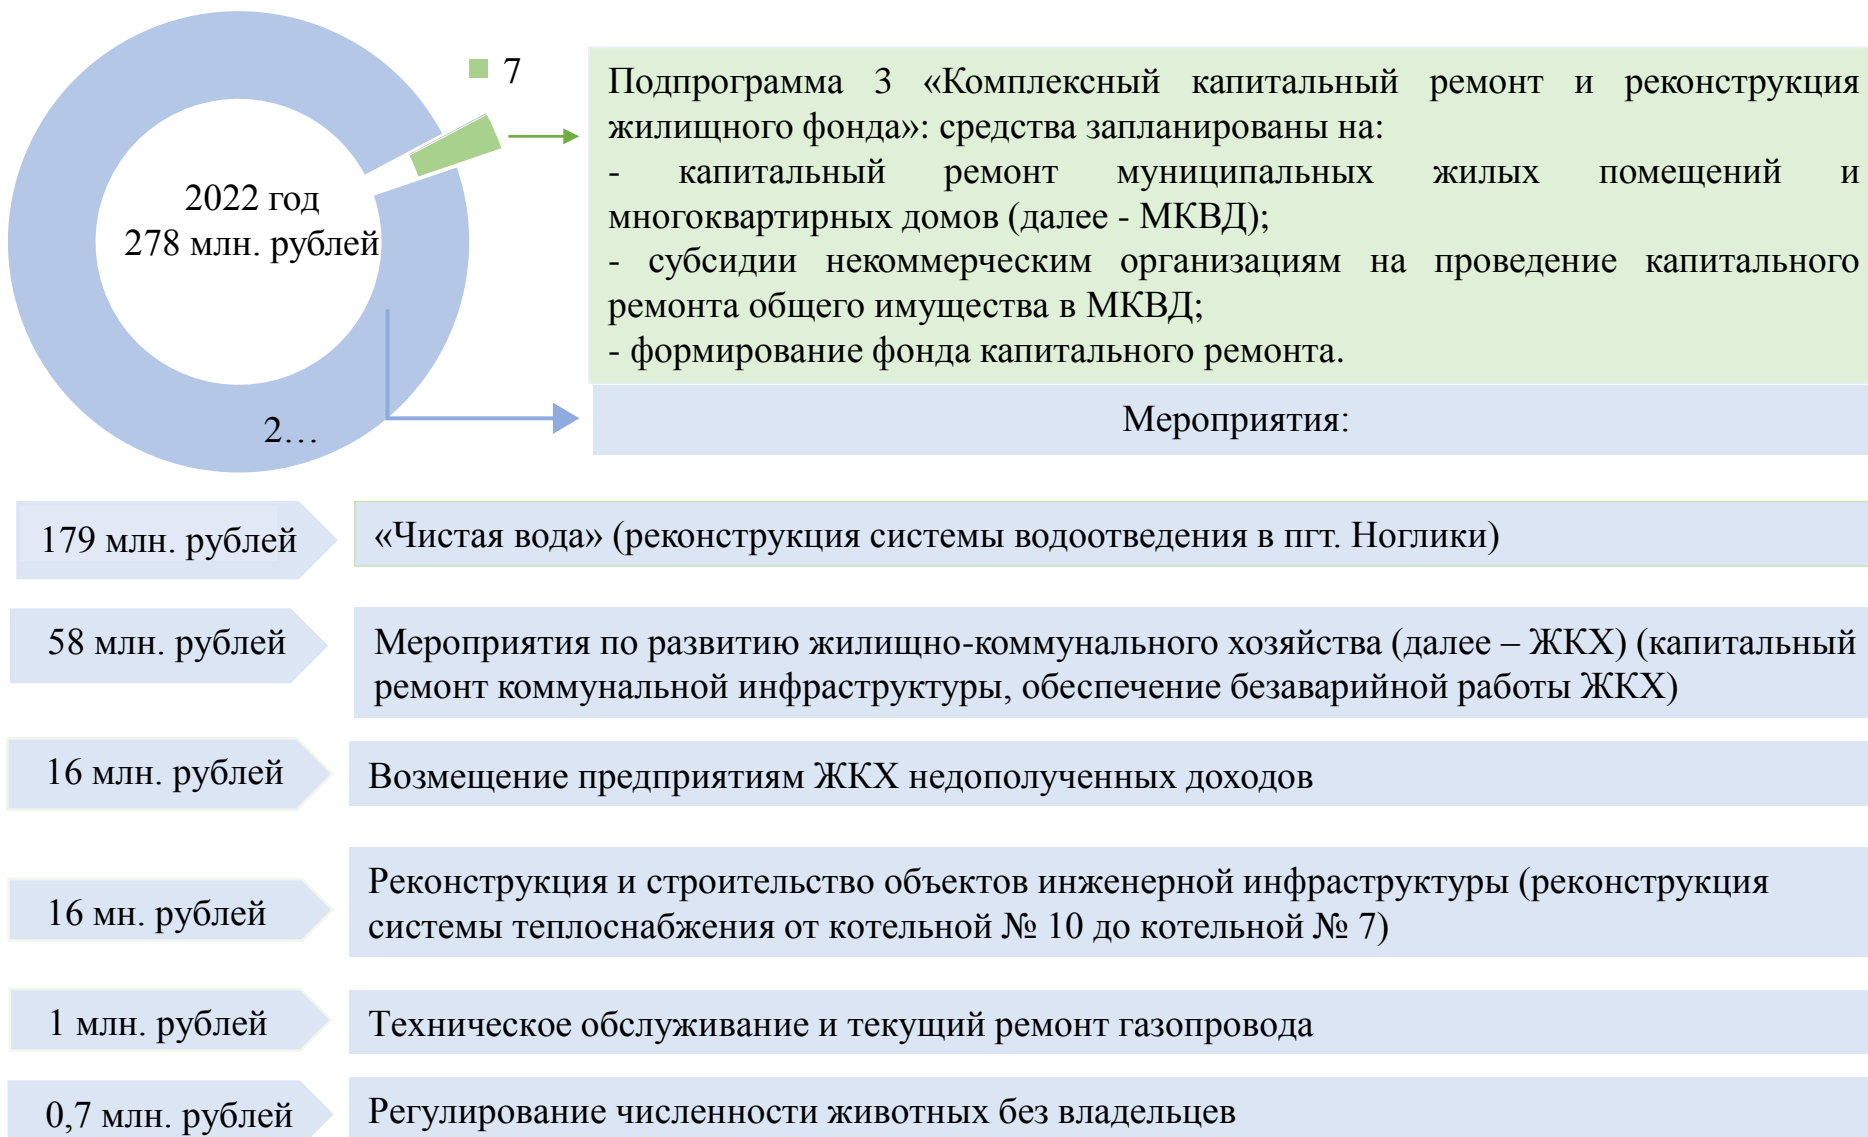 7
2022 год
278 млн. рублей
2…
Подпрограмма 3 «Комплексный капитальный ремонт и реконструкция
жилищного фонда»: средства запланированы на:
- капитальный ремонт муниципальных жилых помещений и
многоквартирных домов (далее - МКВД);
- субсидии некоммерческим организациям на проведение капитального
ремонта общего имущества в МКВД;
- формирование фонда капитального ремонта.
Мероприятия:
179 млн. рублей
«Чистая вода» (реконструкция системы водоотведения в пгт. Ноглики)
58 млн. рублей
Мероприятия по развитию жилищно-коммунального хозяйства (далее – ЖКХ) (капитальный
ремонт коммунальной инфраструктуры, обеспечение безаварийной работы ЖКХ)
16 млн. рублей
Возмещение предприятиям ЖКХ недополученных доходов
16 мн. рублей
Реконструкция и строительство объектов инженерной инфраструктуры (реконструкция
системы теплоснабжения от котельной № 10 до котельной № 7)
1 млн. рублей
Техническое обслуживание и текущий ремонт газопровода
0,7 млн. рублей
Регулирование численности животных без владельцев